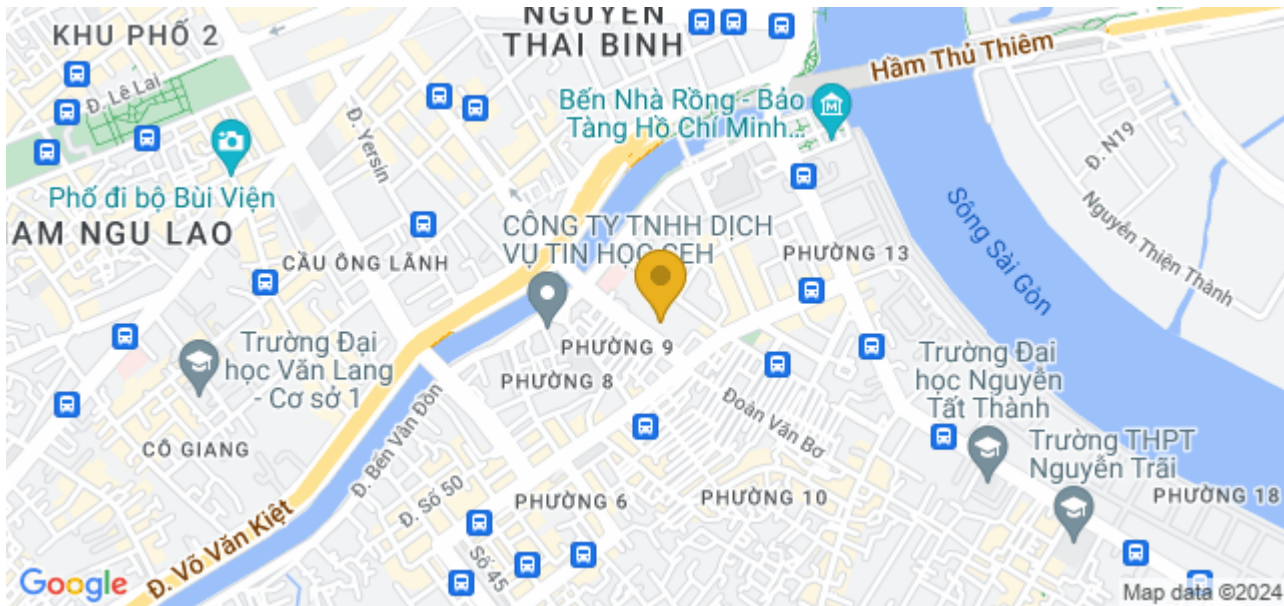 NGUYEN
THAI BINH
KHU PHỐ 2
Hầm Thủ Thiêm
Đ. Lê Lai
Bến Nhà Rồng - Bảo
Tàng Hồ Chí Minh...
Đ. Yersin
Đ. N19
Phố đi bộ Bùi Viện
Nguyễn Thiện Thành
Sông Sài Gòn
AM NGU LAO
CÔNG TY TNHH DỊCH
VỤ TIN HỌC CEH
CẦU ÔNG LÃNH
PHƯỜNG 13
Trường Đại
học Văn Lang
- Cơ sở 1
PHƯỜNG 9
PHƯỜNG 8
Trường Đại
học Nguyễn
Tất Thành
Đoàn Văn Bơ
Đ. Bến Vân Đồn
CÔ GIANG
Trường THPT
Nguyễn Trãi
Đ. Số 50
PHƯỜNG 6
PHƯỜNG 10
PHƯỜNG 18
Đ. Võ Văn Kiệt
Số 45
Google
Map data ©2024